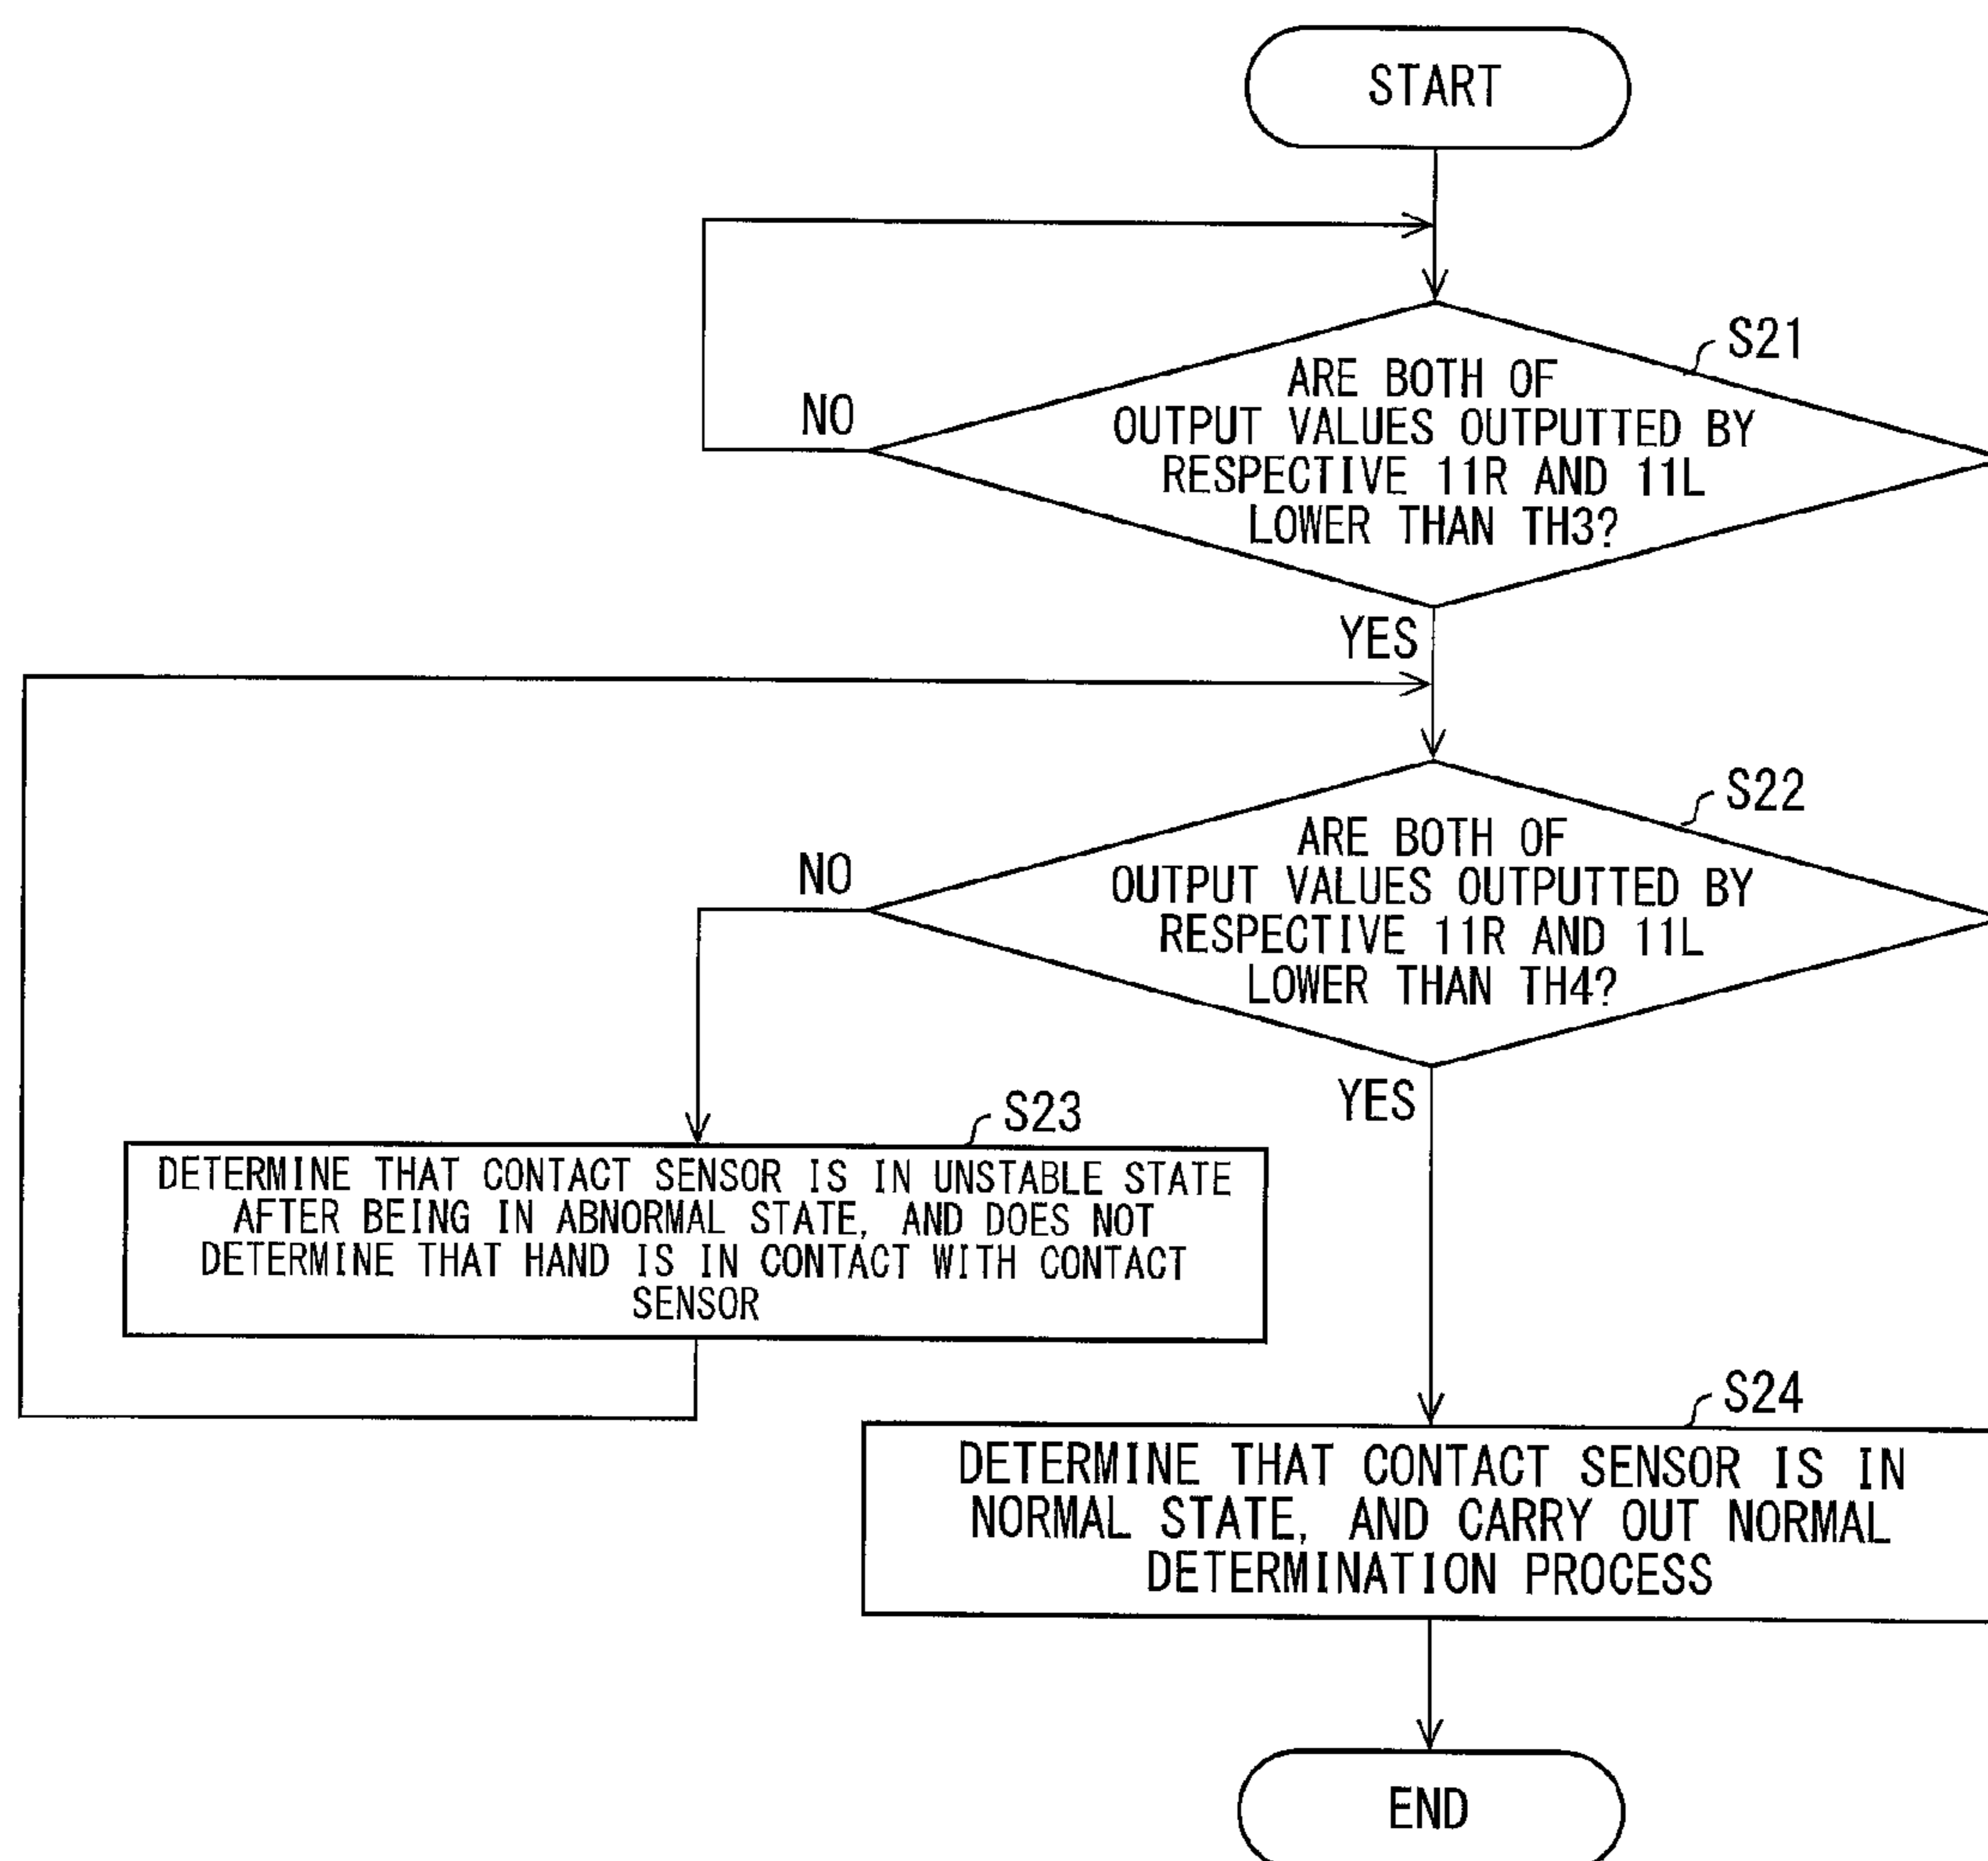 START
S21
ARE BOTH OF
OUTPUT VALUES OUTPUTTED BY
RESPECTIVE 11R AND 11L
LOWER THAN TH3?
NO
YES
S22
ARE BOTH OF
OUTPUT VALUES OUTPUTTED BY
RESPECTIVE 11R AND 11L
LOWER THAN TH4?
NO
YES
S23
DETERMINE THAT CONTACT SENSOR IS IN UNSTABLE STATE
AFTER BEING IN ABNORMAL STATE, AND DOES NOT
DETERMINE THAT HAND IS IN CONTACT WITH CONTACT
SENSOR
S24
DETERMINE THAT CONTACT SENSOR IS IN
NORMAL STATE, AND CARRY OUT NORMAL
DETERMINATION PROCESS
END